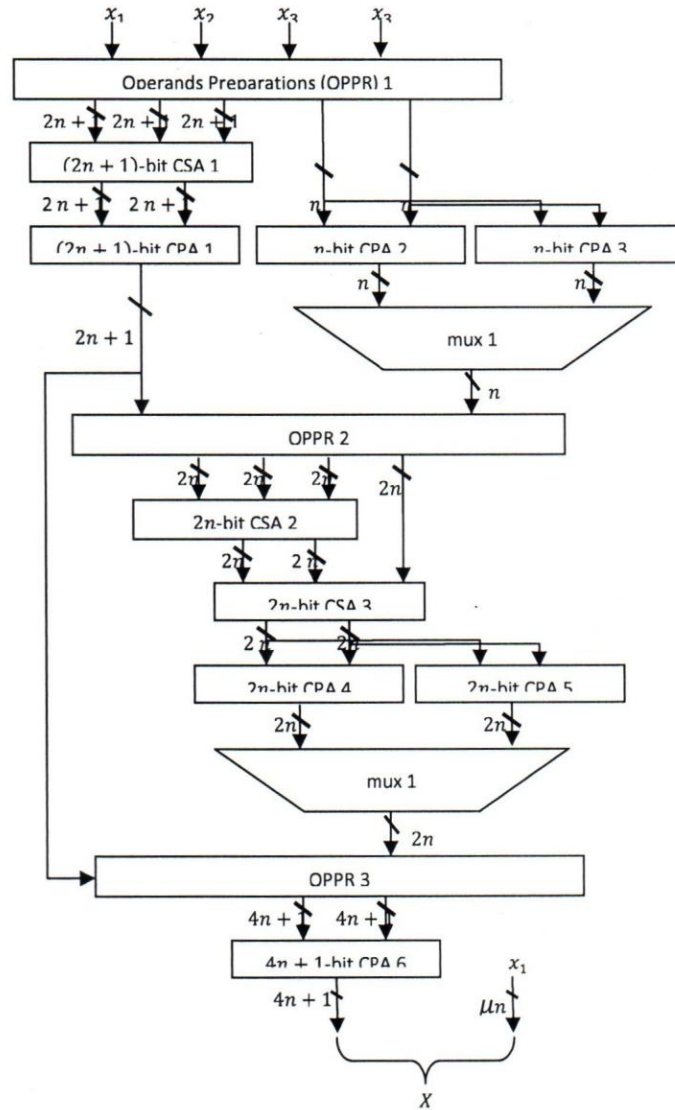 x₁ x₂ x₃ x₃
Operands Preparations (OPPR) 1
2n + 1 2n + 1 2n + 1
(2n + 1)-bit CSA 1
2 n + 1 2 n + 1 n n
(2n + 1)-bit CPA 1 n-bit CPA 2 n-bit CPA 3
n n
2n + 1 mux 1
n
OPPR 2
2n 2n 2n 2n
2n-bit CSA 2
2n 2 n
2n-bit CSA 3
2 n 2n
2n-bit CPA 4 2n-bit CPA 5
2n 2n
mux 1
2n
OPPR 3
4n + 1 4n + 1
4n + 1-bit CPA 6 x₁
4n + 1 μn
X